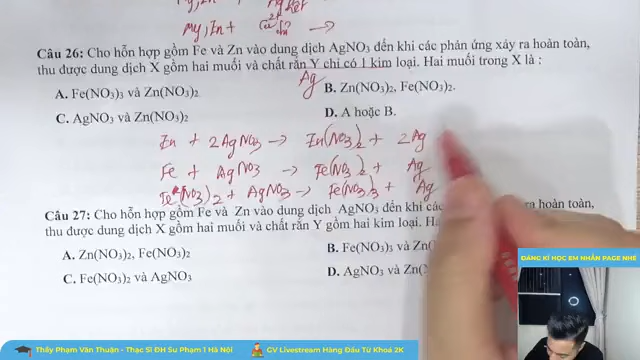 Mg, Zn + Cu²⁺ →
Câu 26: Cho hỗn hợp gồm Fe và Zn vào dung dịch AgNO₃ đến khi các phản ứng xảy ra hoàn toàn,
thu được dung dịch X gồm hai muối và chất rắn Y chỉ có 1 kim loại. Hai muối trong X là :
Ag
A. Fe(NO₃)₃ và Zn(NO₃)₂
B. Zn(NO₃)₂, Fe(NO₃)₂.
C. AgNO₃ và Zn(NO₃)₂
D. A hoặc B.
Zn + 2AgNO₃ → Zn(NO₃)₂ + 2Ag
Fe + AgNO₃ → Fe(NO₃)₂ + Ag
Fe(NO₃)₂ + AgNO₃ → Fe(NO₃)₃ + Ag
Câu 27: Cho hỗn hợp gồm Fe và Zn vào dung dịch AgNO₃ đến khi các ra hoàn toàn,
thu được dung dịch X gồm hai muối và chất rắn Y gồm hai kim loại.
A. Zn(NO₃)₂, Fe(NO₃)₂
B. Fe(NO₃)₃ và
C. Fe(NO₃)₂ và AgNO₃
D. AgNO₃ và
ĐĂNG KÍ HỌC EM NHẮN PAGE NHÉ
Thầy Phạm Văn Thuận - Thạc Sĩ ĐH Sư Phạm 1 Hà Nội
GV Livestream Hàng Đầu Từ Khoá 2K